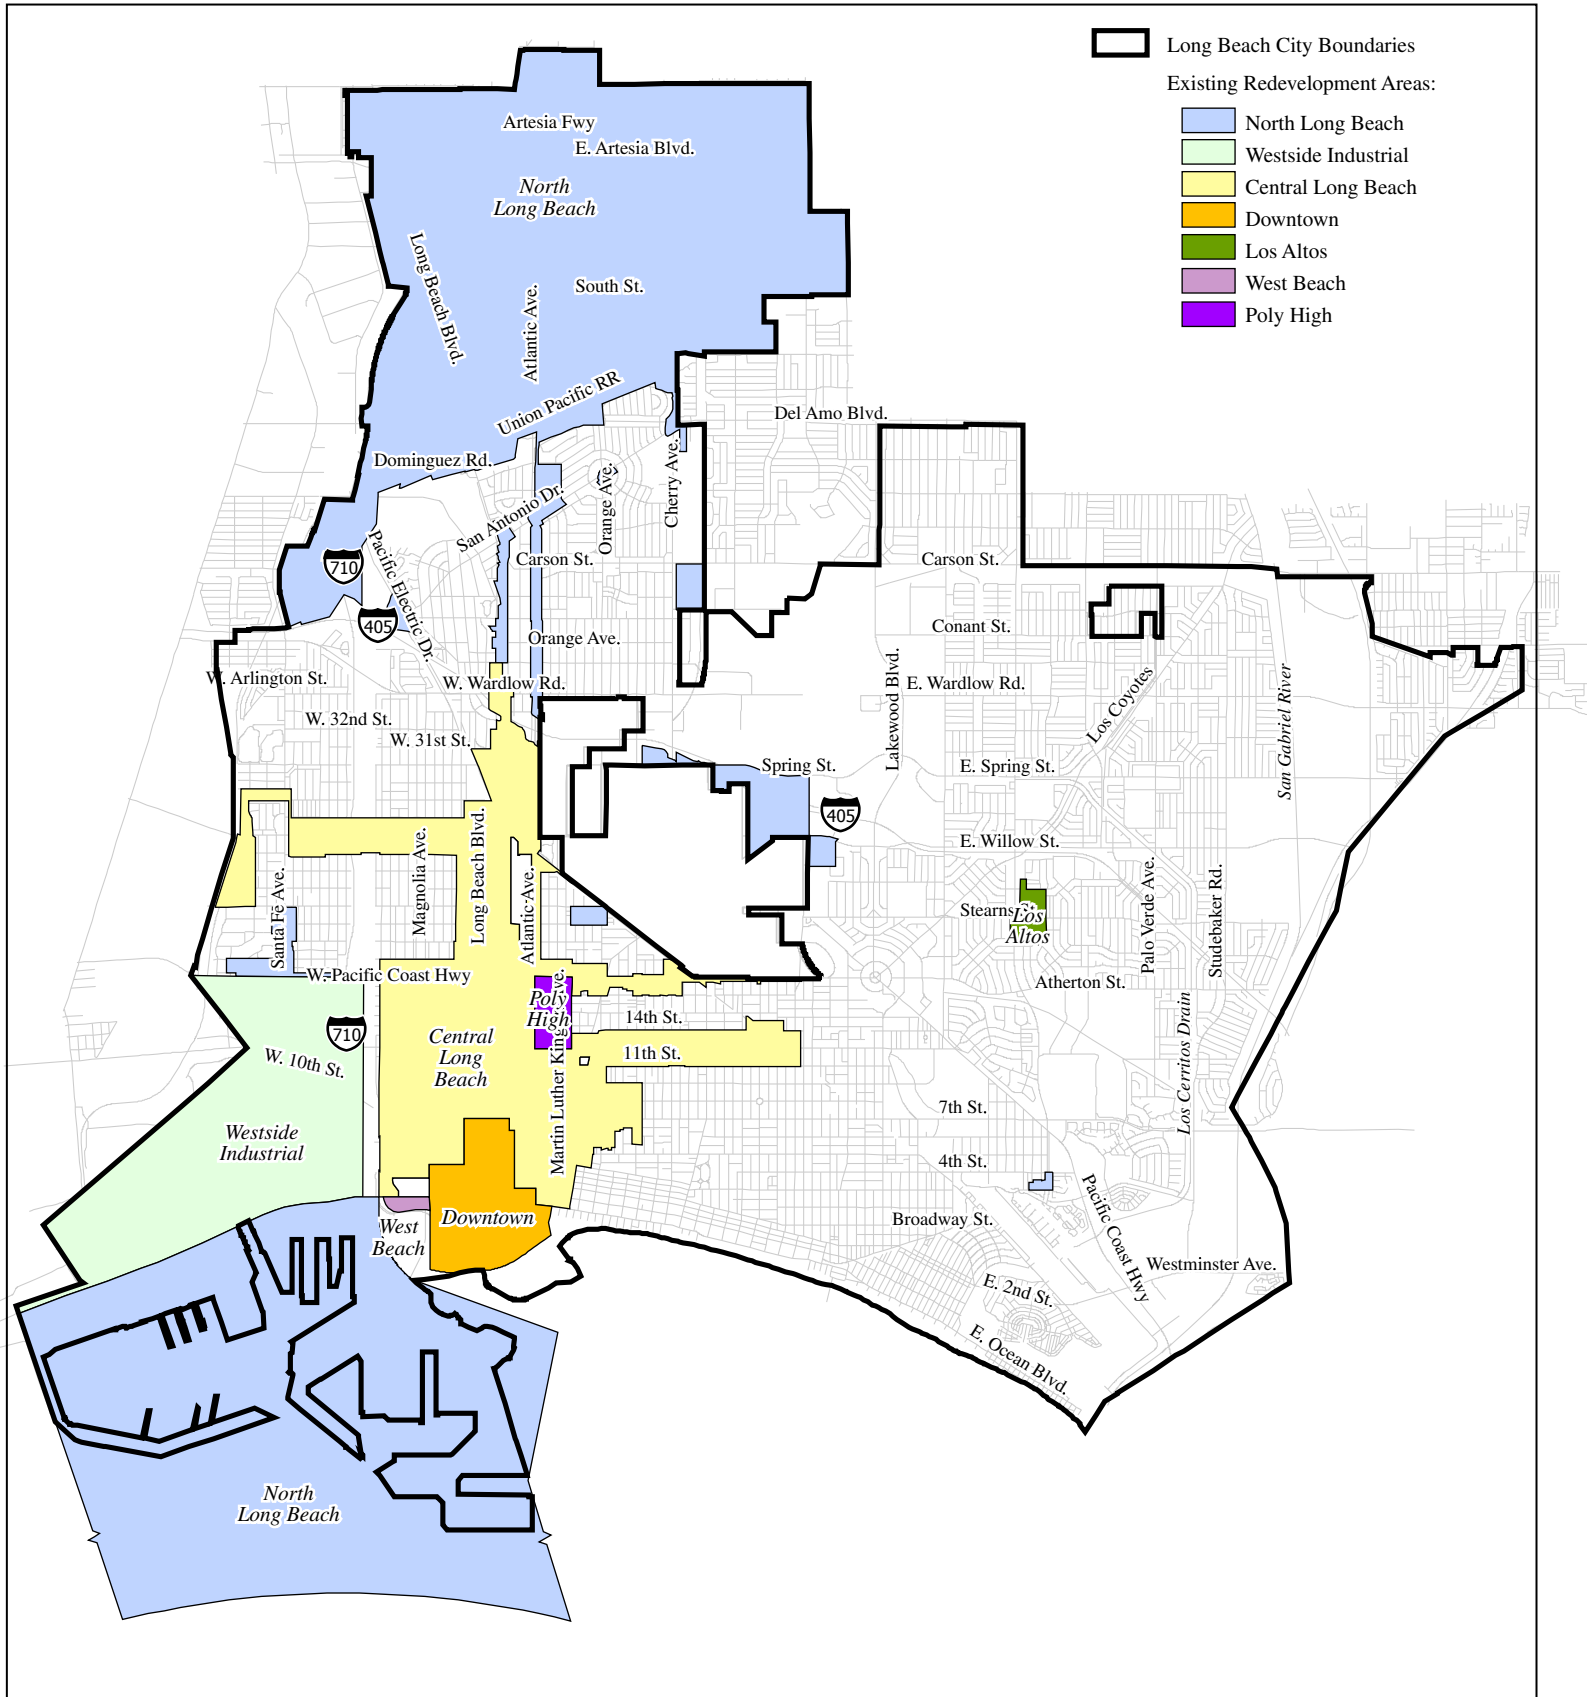 Long Beach City Boundaries
Existing Redevelopment Areas:
North Long Beach
Westside Industrial
Central Long Beach
Downtown
Los Altos
West Beach
Poly High
Artesia Fwy
E. Artesia Blvd.
North
Long Beach
Long Beach Blvd.
South St.
Atlantic Ave.
Union Pacific RR
Del Amo Blvd.
Dominguez Rd.
Cherry Ave.
Orange Ave.
San Antonio Dr.
Carson St.
Carson St.
710
Pacific Electric Dr.
405
Orange Ave.
Conant St.
W. Arlington St.
W. Wardlow Rd.
E. Wardlow Rd.
Lakewood Blvd.
Los Coyotes
San Gabriel River
W. 32nd St.
W. 31st St.
Spring St.
E. Spring St.
405
E. Willow St.
Magnolia Ave.
Long Beach Blvd.
Atlantic Ave.
Santa Fe Ave.
Palo Verde Ave.
Studebaker Rd.
Stearns St.
Los
Altos
W. Pacific Coast Hwy
Atherton St.
Poly
High
Martin Luther King Ave.
14th St.
710
Central
Long
Beach
11th St.
W. 10th St.
Los Cerritos Drain
7th St.
Westside
Industrial
4th St.
Pacific Coast Hwy
Downtown
West
Beach
Broadway St.
Westminster Ave.
E. 2nd St.
E. Ocean Blvd.
North
Long Beach